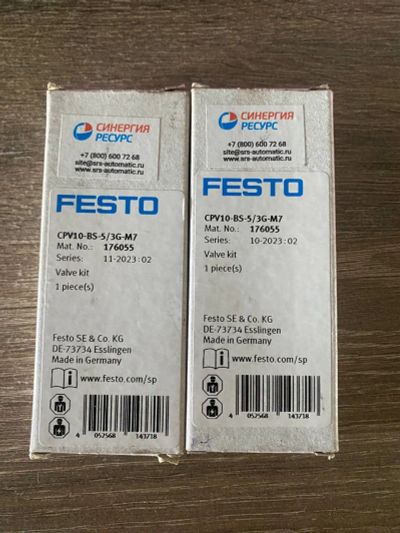 СИНЕРГИЯ
РЕСУРС
+7 (800) 600 72 68
site@srs-automatic.ru
www.srs-automatic.ru
FESTO
CPV10-BS-5/3G-M7
Mat. No.: 176055
Series: 11-2023:02
Valve kit
1 piece(s)
Festo SE & Co. KG
DE-73734 Esslingen
Made in Germany
www.festo.com/sp
4 052568 143718
СИНЕРГИЯ
РЕСУРС
+7 (800) 600 72 68
site@srs-automatic.ru
www.srs-automatic.ru
FESTO
CPV10-BS-5/3G-M7
Mat. No.: 176055
Series: 10-2023:02
Valve kit
1 piece(s)
Festo SE & Co. KG
DE-73734 Esslingen
Made in Germany
www.festo.com/sp
4 052568 143718